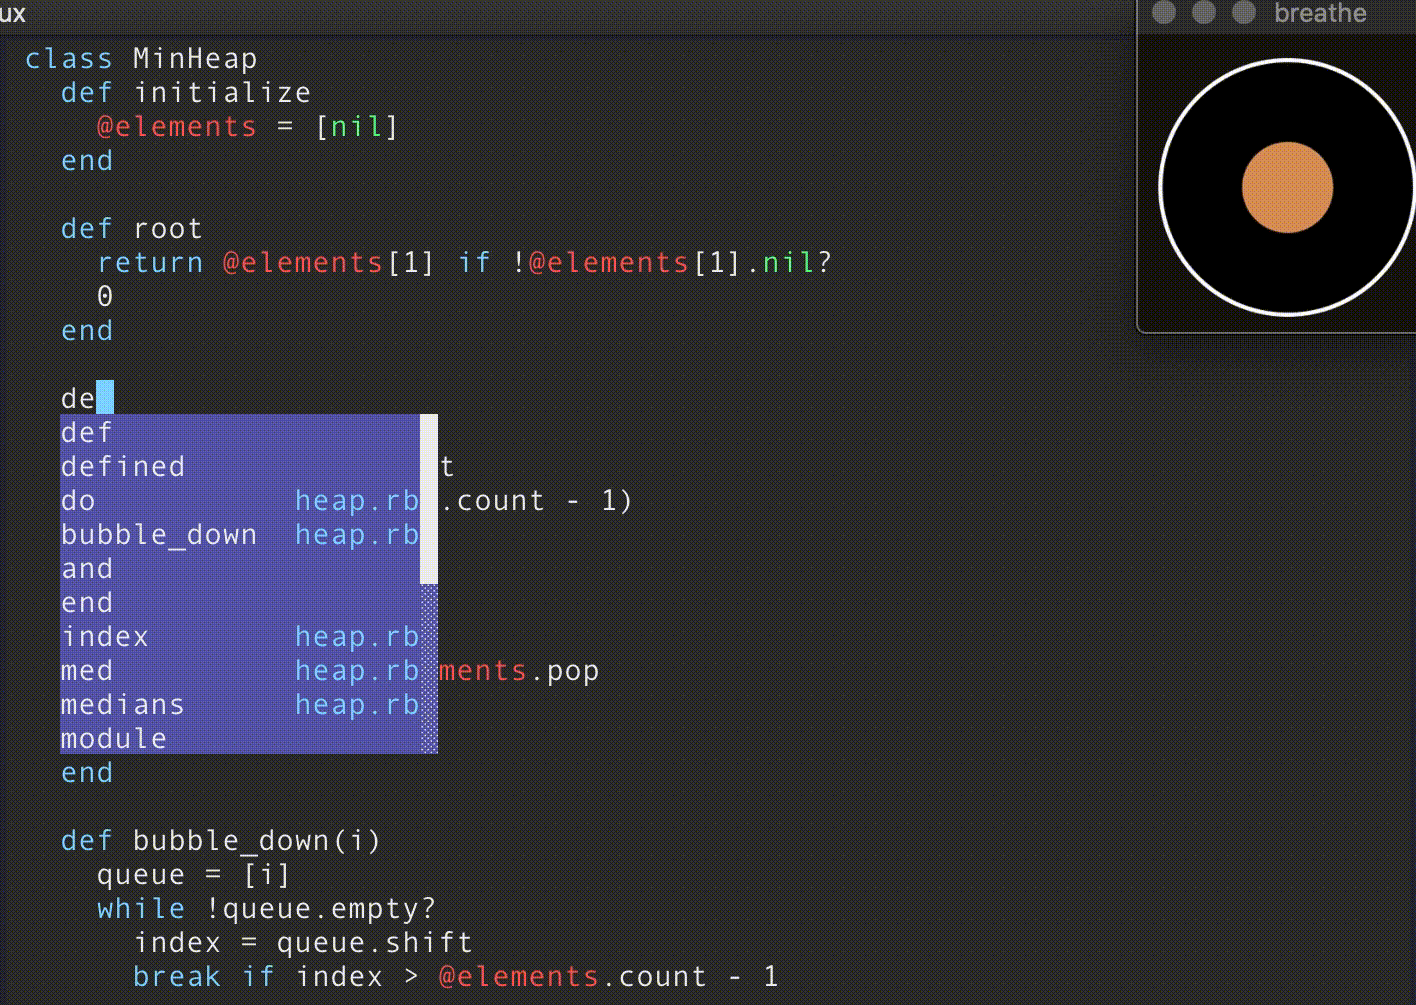 ux
breathe
class MinHeap
def initialize
@elements = [nil]
end
def root
return @elements[1] if !@elements[1].nil?
0
end
de
def
defined t
do heap.rb .count - 1)
bubble_down heap.rb
and
end
index heap.rb
med heap.rb ments.pop
medians heap.rb
module
end
def bubble_down(i)
queue = [i]
while !queue.empty?
index = queue.shift
break if index > @elements.count - 1